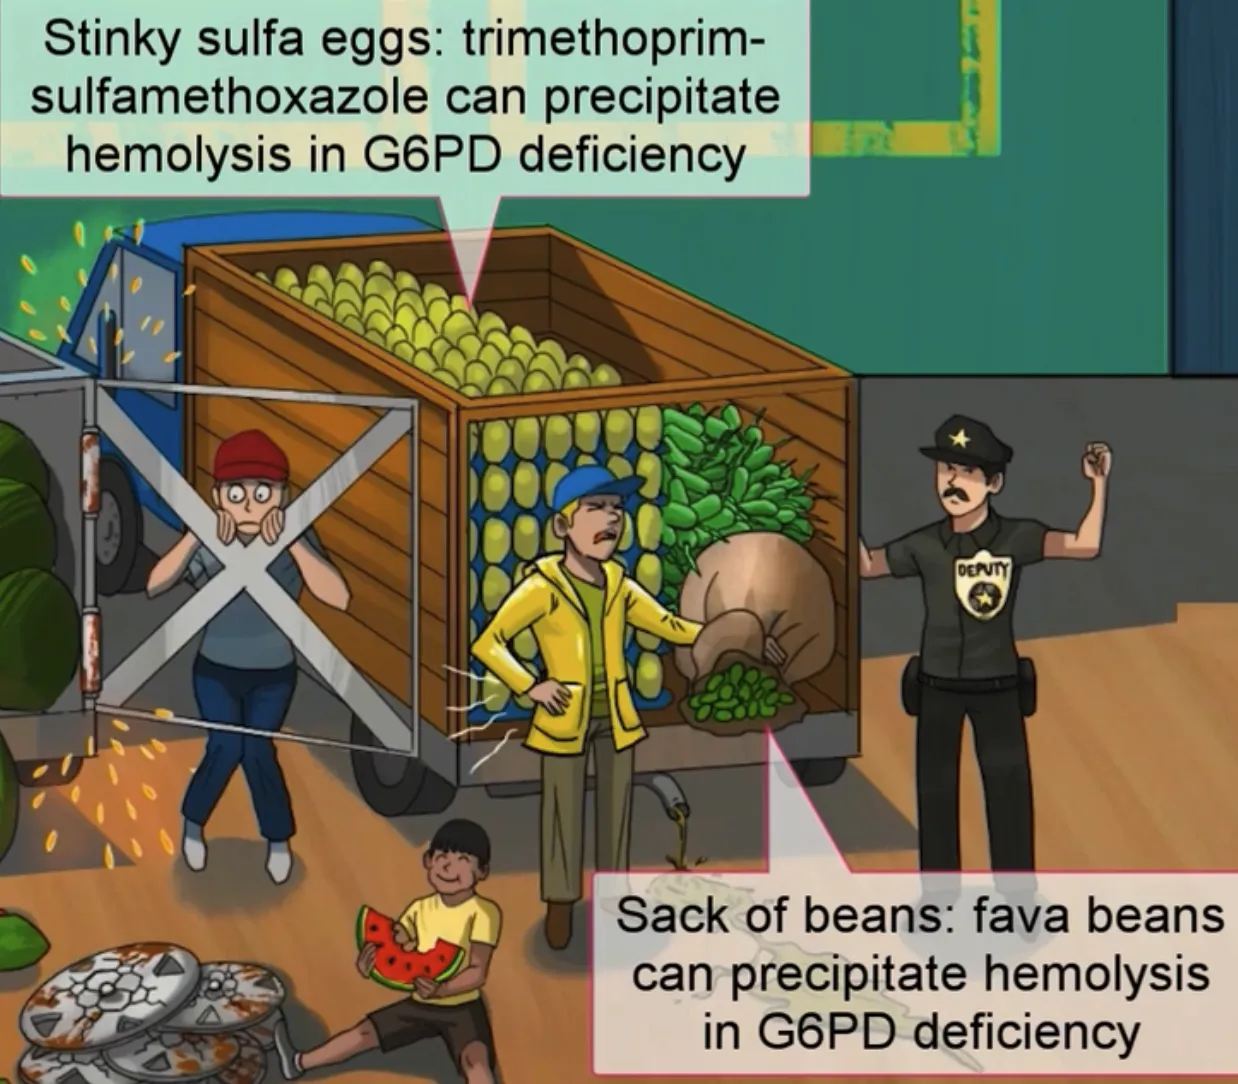 Stinky sulfa eggs: trimethoprim-
sulfamethoxazole can precipitate
hemolysis in G6PD deficiency
DEPUTY
Sack of beans: fava beans
can precipitate hemolysis
in G6PD deficiency